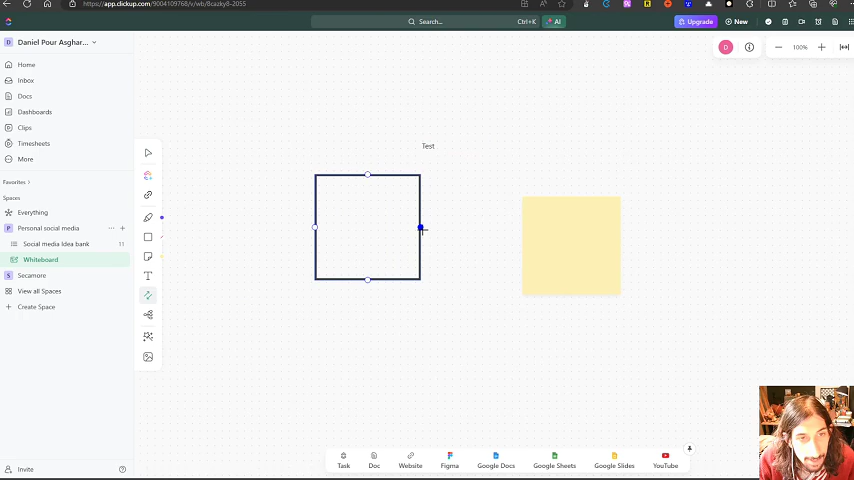 https://app.clickup.com/9004109768/v/wb/8cazky8-2055
Search...
Ctrl+K
AI
Upgrade
New
D
Daniel Pour Asghar...
D
100%
Home
Inbox
Docs
Dashboards
Clips
Timesheets
More
Favorites
Spaces
Everything
P
Personal social media
Social media Idea bank
11
Whiteboard
S
Secamore
View all Spaces
Create Space
Invite
Test
Task
Doc
Website
Figma
Google Docs
Google Sheets
Google Slides
YouTube